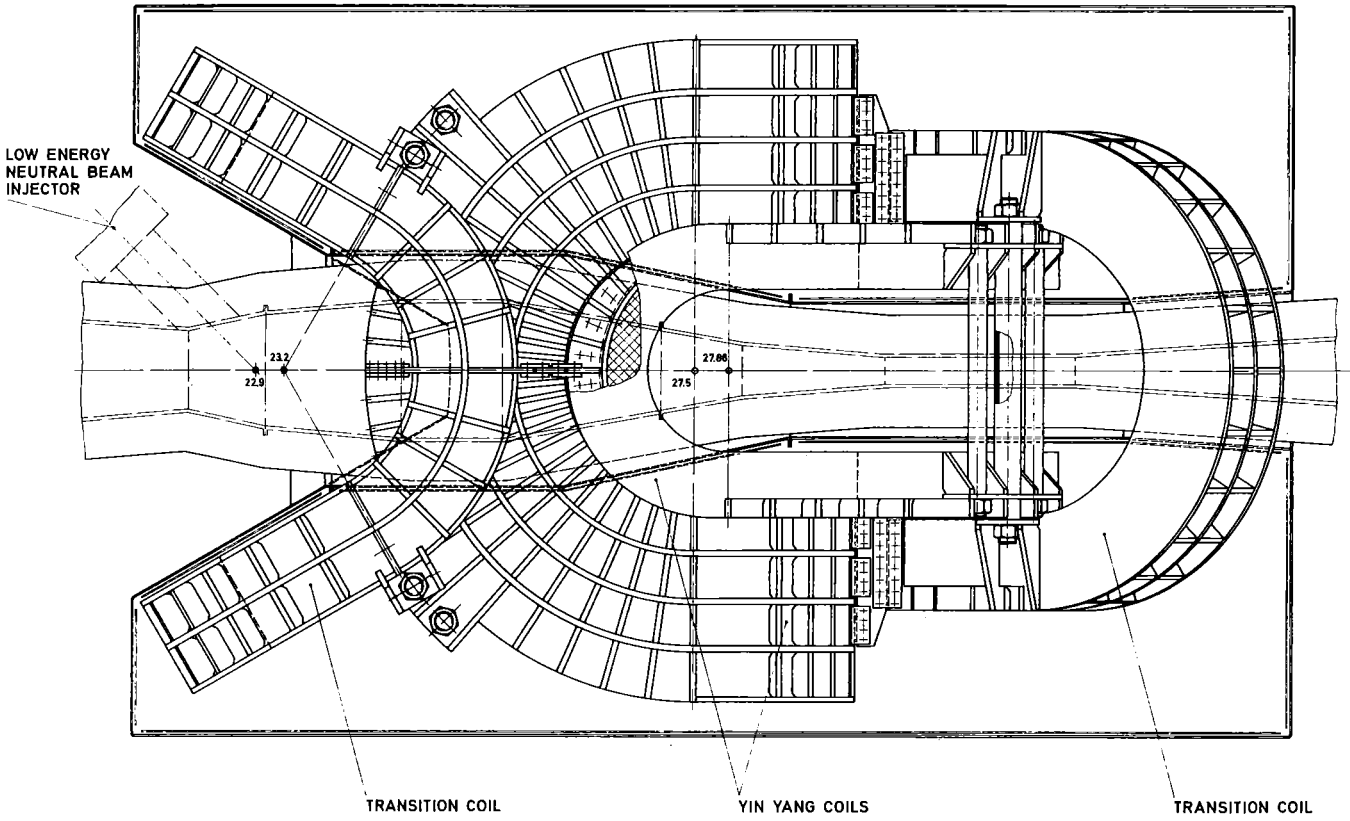 LOW ENERGY
NEUTRAL BEAM
INJECTOR
23.2
22.9
27.86
27.5
TRANSITION COIL
YIN YANG COILS
TRANSITION COIL